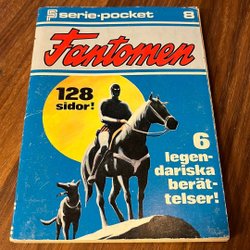 serie-pocket 8
Fantomen
128
sidor!
6
legen-
dariska
berät-
telser!